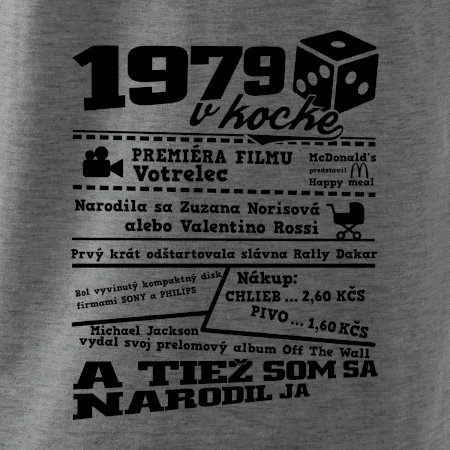 1979
v kocke
PREMIÉRA FILMU
Votrelec
McDonald's
predstavil
Happy meal
Narodila sa Zuzana Norisová
alebo Valentino Rossi
Prvý krát odštartovala slávna Rally Dakar
Bol vyvinutý kompaktný disk
firmami SONY a PHILIPS
Nákup:
CHLIEB ... 2,60 KČS
PIVO ... 1,60 KČS
Michael Jackson
vydal svoj prelomový album Off The Wall
A TIEŽ SOM SA
NARODIL JA